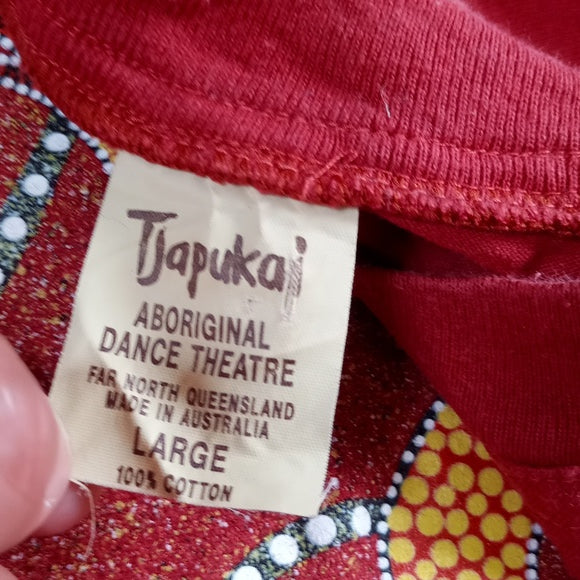 Tjapukai
ABORIGINAL
DANCE THEATRE
FAR NORTH QUEENSLAND
MADE IN AUSTRALIA
LARGE
100% COTTON